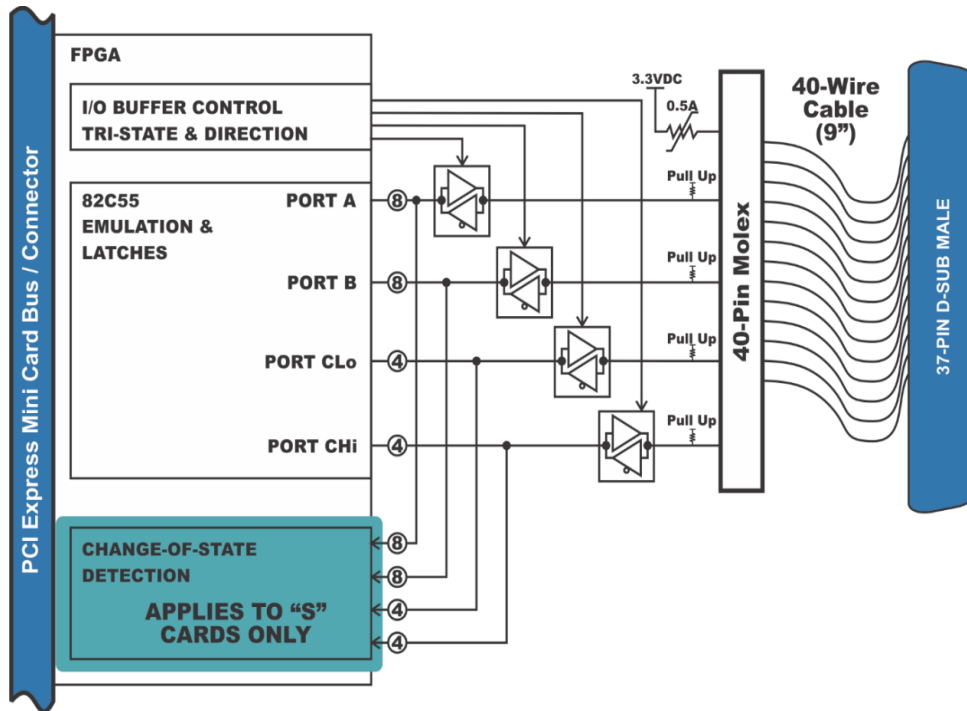 PCI Express Mini Card Bus / Connector
FPGA
I/O BUFFER CONTROL
TRI-STATE & DIRECTION
82C55
EMULATION &
LATCHES
PORT A
8
PORT B
8
PORT CLo
4
PORT CHi
4
CHANGE-OF-STATE
DETECTION
APPLIES TO “S”
CARDS ONLY
8
8
4
4
3.3VDC
0.5A
Pull Up
Pull Up
Pull Up
Pull Up
40-Pin Molex
40-Wire
Cable
(9”)
37-PIN D-SUB MALE